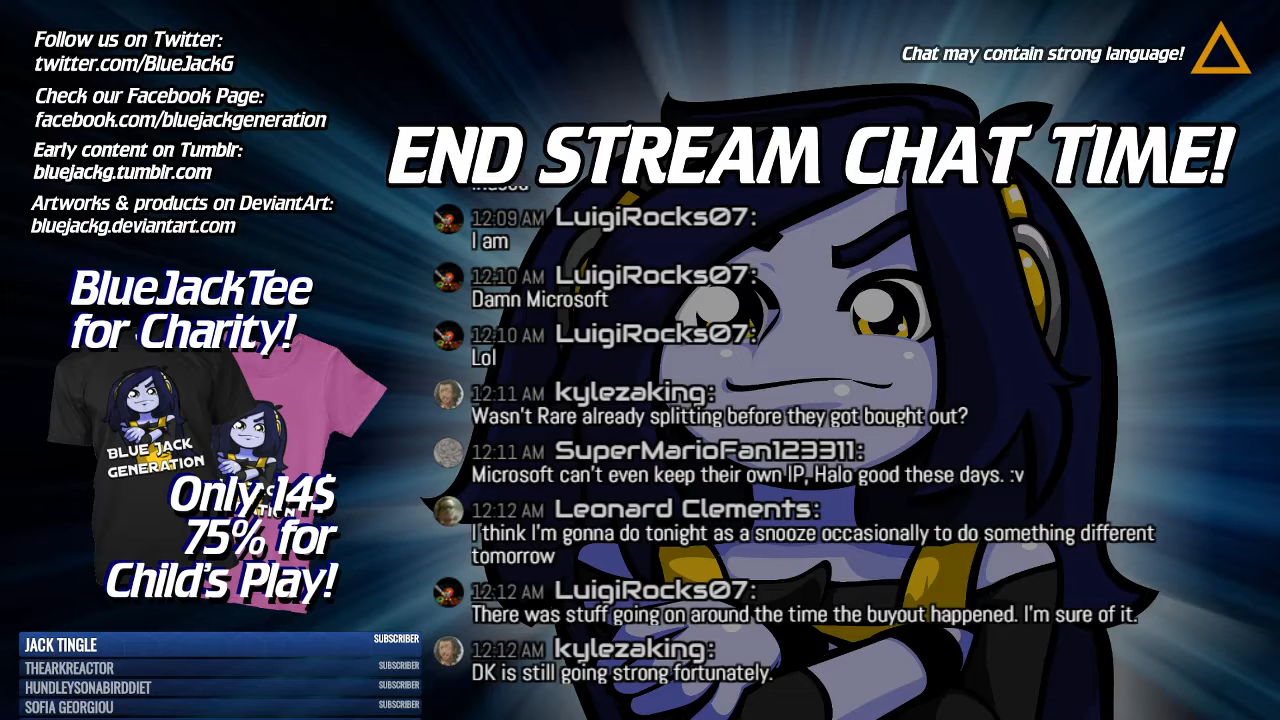 Follow us on Twitter:
twitter.com/BlueJackG
Check our Facebook Page:
facebook.com/bluejackgeneration
Early content on Tumblr:
bluejackg.tumblr.com
Artworks & products on DeviantArt:
bluejackg.deviantart.com
BlueJackTee
for Charity!
BLUE JACK
GENERATION
Only 14$
75% for
Child's Play!
JACK TINGLE SUBSCRIBER
THEARKREACTOR SUBSCRIBER
HUNDLEYSONABIRDDIET SUBSCRIBER
SOFIA GEORGIOU SUBSCRIBER
Chat may contain strong language!
END STREAM CHAT TIME!
12:09 AM LuigiRocks07:
I am
12:10 AM LuigiRocks07:
Damn Microsoft
12:10 AM LuigiRocks07:
Lol
12:11 AM kylezaking:
Wasn't Rare already splitting before they got bought out?
12:11 AM SuperMarioFan123311:
Microsoft can't even keep their own IP, Halo good these days. :v
12:12 AM Leonard Clements:
I think I'm gonna do tonight as a snooze occasionally to do something different
tomorrow
12:12 AM LuigiRocks07:
There was stuff going on around the time the buyout happened. I'm sure of it.
12:12 AM kylezaking:
DK is still going strong fortunately.